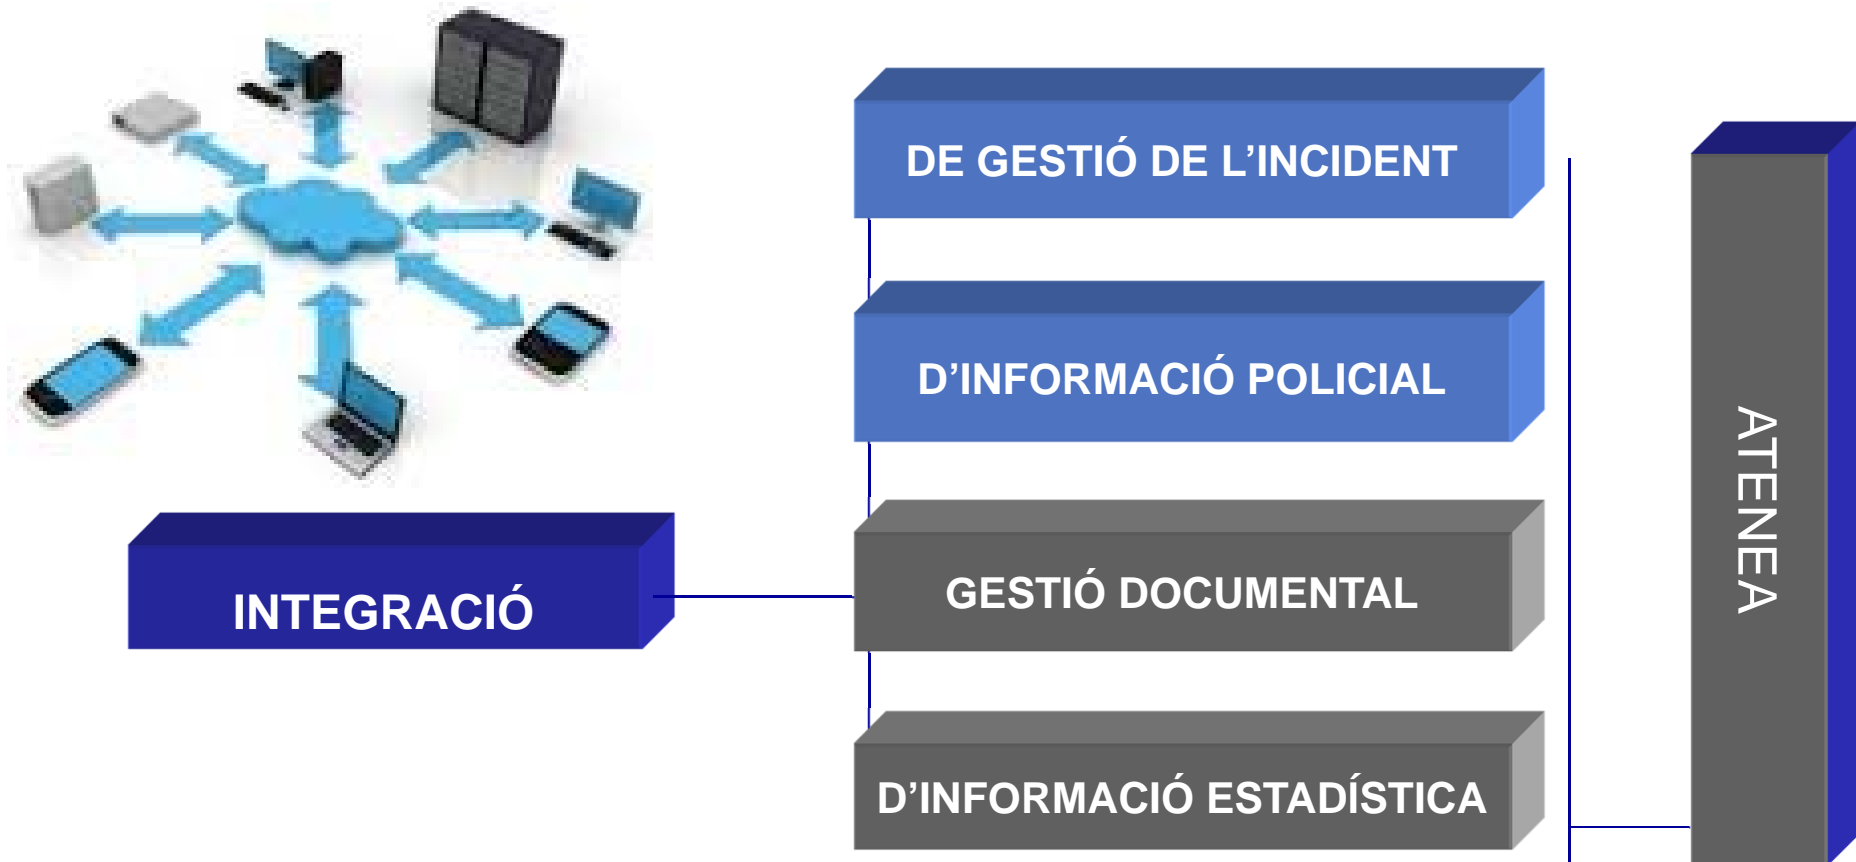 DE GESTIÓ DE L’INCIDENT
D’INFORMACIÓ POLICIAL
INTEGRACIÓ
GESTIÓ DOCUMENTAL
D’INFORMACIÓ ESTADÍSTICA
ATENEA